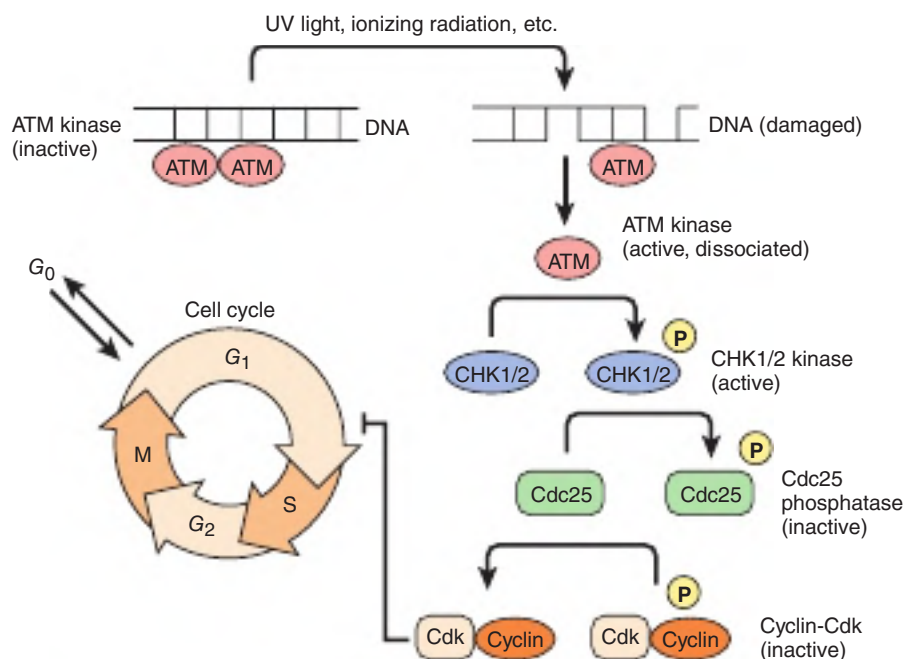 UV light, ionizing radiation, etc.
ATM kinase
(inactive)
DNA
ATM
ATM
DNA (damaged)
ATM
ATM kinase
(active, dissociated)
ATM
G0
Cell cycle
G1
S
G2
M
CHK1/2
P
CHK1/2
CHK1/2 kinase
(active)
Cdc25
P
Cdc25
Cdc25
phosphatase
(inactive)
Cdk
Cyclin
P
Cdk
Cyclin
Cyclin-Cdk
(inactive)